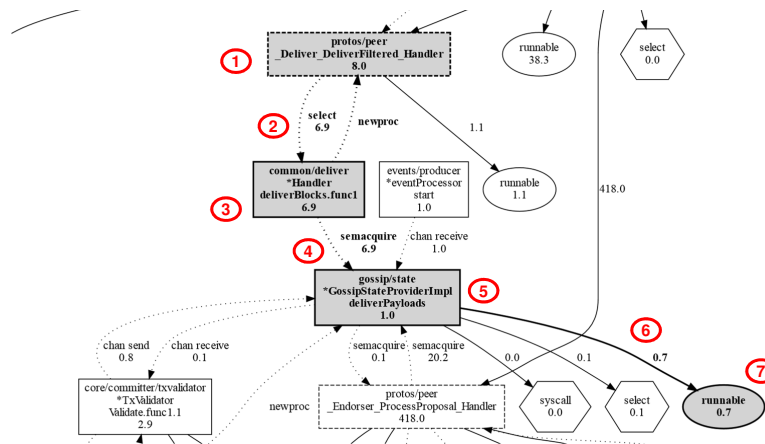 protos/peer
_Deliver_DeliverFiltered_Handler
8.0
1
runnable
38.3
select
0.0
2
select
6.9
newproc
1.1
common/deliver
*Handler
deliverBlocks.func1
6.9
3
events/producer
*eventProcessor
start
1.0
runnable
1.1
418.0
4
semacquire
6.9
chan receive
1.0
gossip/state
*GossipStateProviderImpl
deliverPayloads
1.0
5
6
chan send
0.8
chan receive
0.1
semacquire
0.1
semacquire
20.2
0.0
0.1
0.7
7
core/committer/txvalidator
*TxValidator
Validate.func1.1
2.9
newproc
protos/peer
_Endorser_ProcessProposal_Handler
418.0
syscall
0.0
select
0.1
runnable
0.7